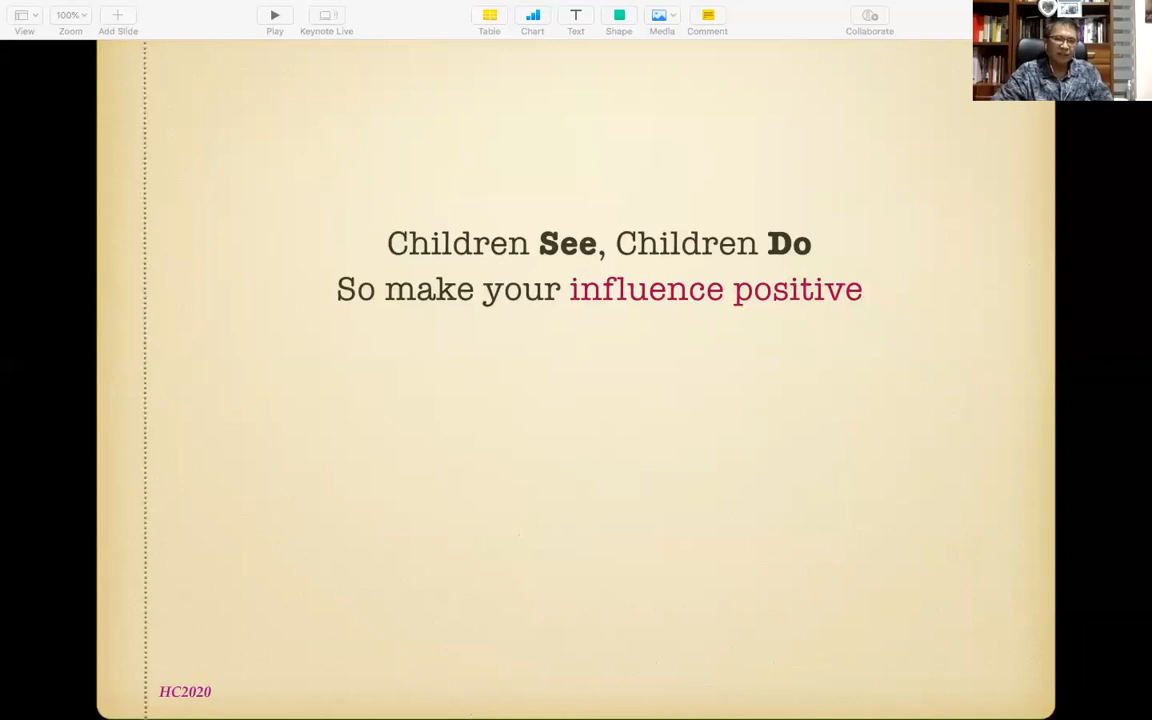 View
100%
Zoom
Add Slide
Play
Keynote Live
Table
Chart
Text
Shape
Media
Comment
Collaborate
Children See, Children Do
So make your influence positive
HC2020